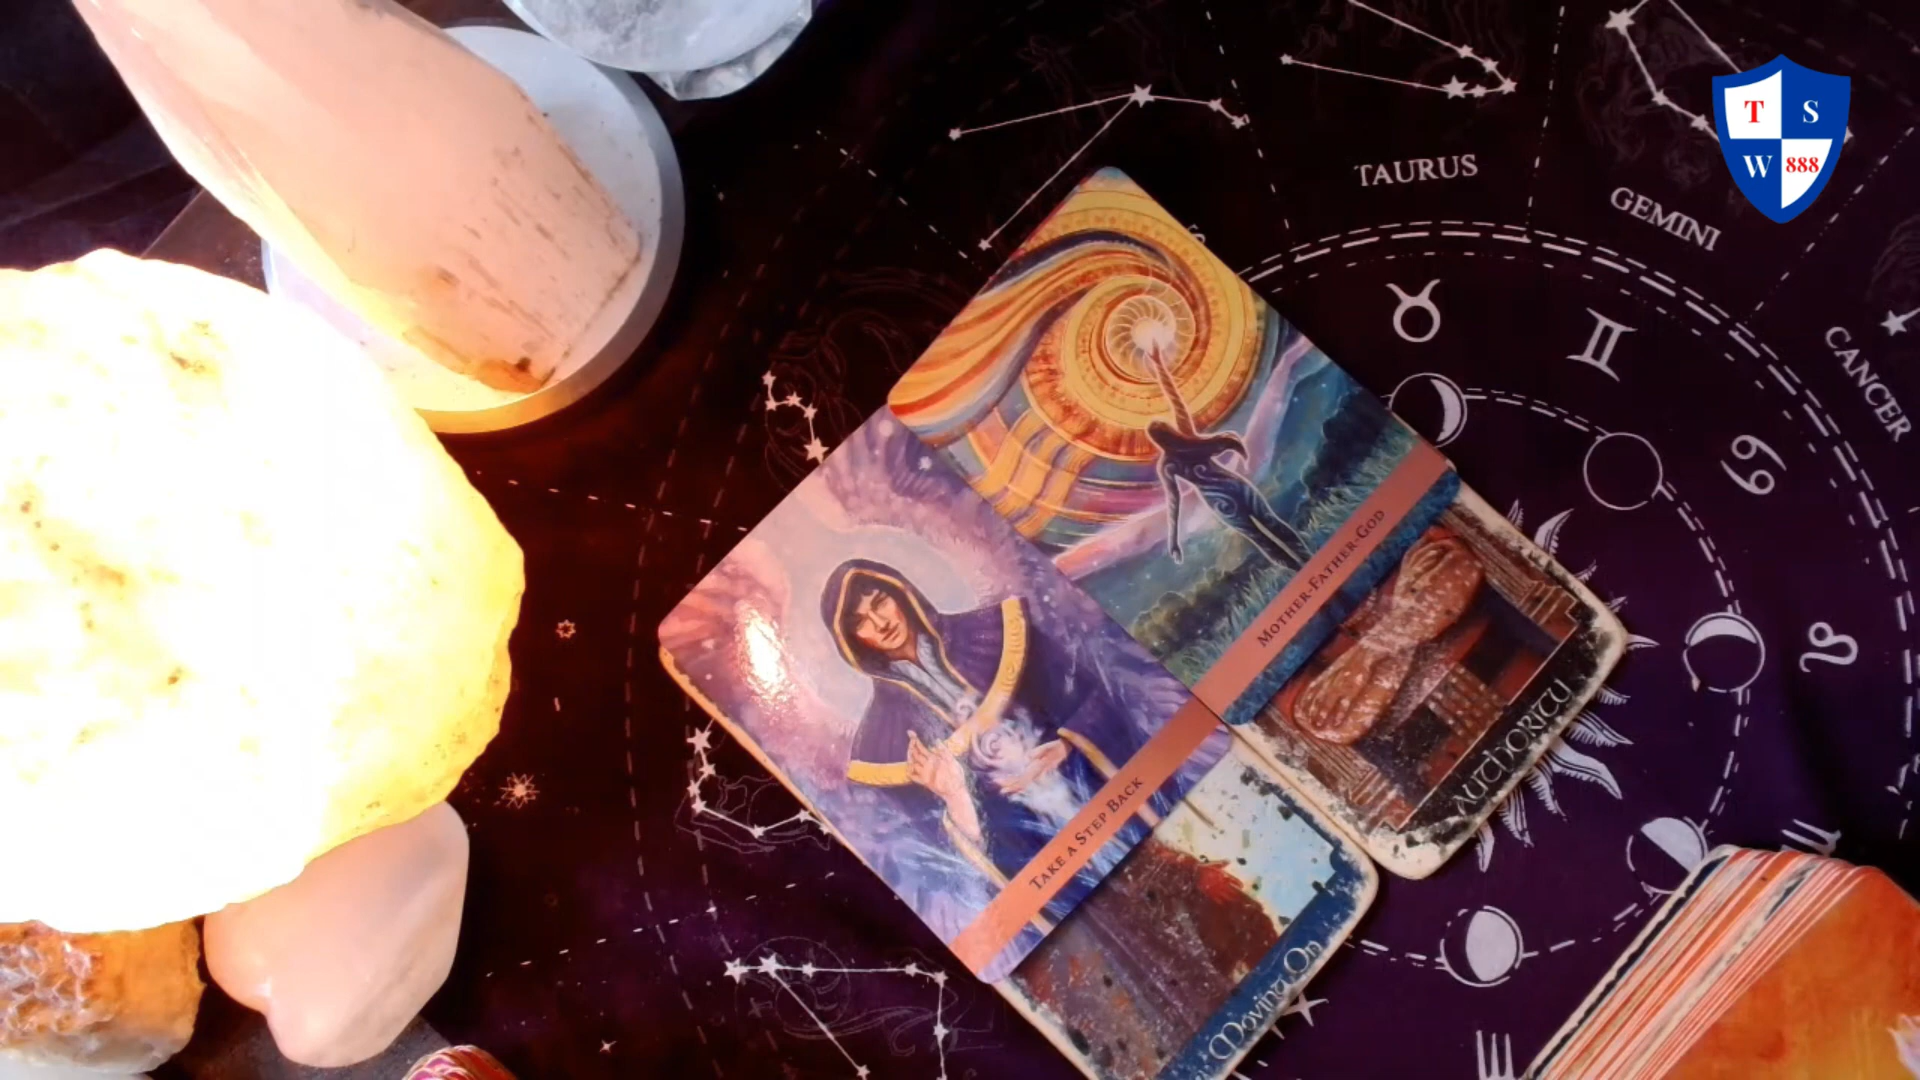 T S
W 888
TAURUS
GEMINI
CANCER
MOTHER-FATHER-GOD
AUTHORITY
TAKE A STEP BACK
Moving On